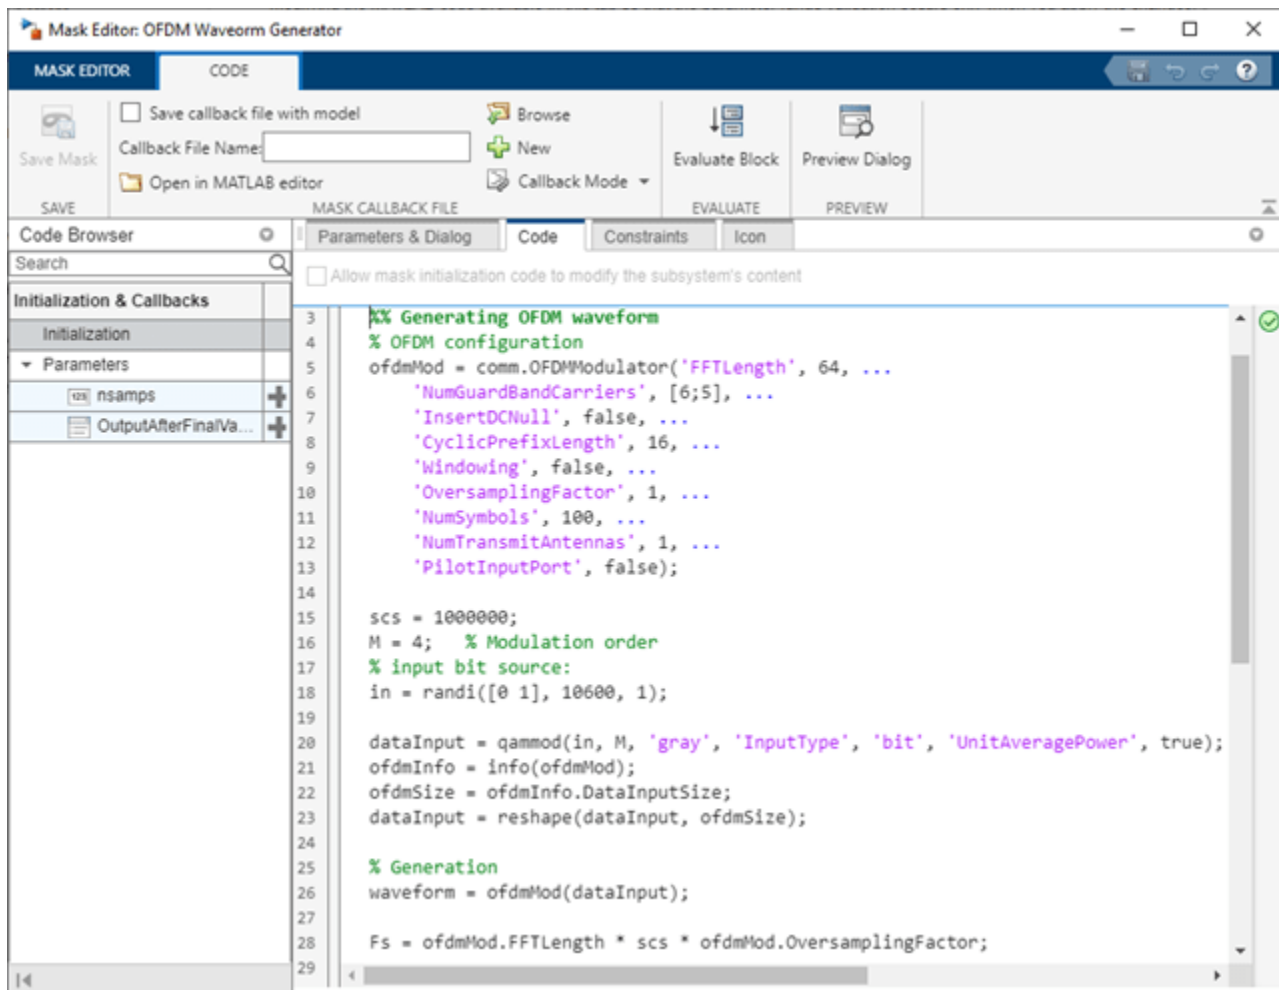 Mask Editor: OFDM Waveorm Generator
MASK EDITOR
CODE
Save Mask
Save callback file with model
Callback File Name:
Open in MATLAB editor
Browse
New
Callback Mode
Evaluate Block
Preview Dialog
SAVE
MASK CALLBACK FILE
EVALUATE
PREVIEW
Code Browser
Search
Initialization & Callbacks
Initialization
Parameters
nsamps
OutputAfterFinalVa...
Parameters & Dialog
Code
Constraints
Icon
Allow mask initialization code to modify the subsystem's content
3 %% Generating OFDM waveform
4 % OFDM configuration
5 ofdmMod = comm.OFDMModulator('FFTLength', 64, ...
6 'NumGuardBandCarriers', [6;5], ...
7 'InsertDCNull', false, ...
8 'CyclicPrefixLength', 16, ...
9 'Windowing', false, ...
10 'OversamplingFactor', 1, ...
11 'NumSymbols', 100, ...
12 'NumTransmitAntennas', 1, ...
13 'PilotInputPort', false);
14
15 scs = 1000000;
16 M = 4; % Modulation order
17 % input bit source:
18 in = randi([0 1], 10600, 1);
19
20 dataInput = qammod(in, M, 'gray', 'InputType', 'bit', 'UnitAveragePower', true);
21 ofdmInfo = info(ofdmMod);
22 ofdmSize = ofdmInfo.DataInputSize;
23 dataInput = reshape(dataInput, ofdmSize);
24
25 % Generation
26 waveform = ofdmMod(dataInput);
27
28 Fs = ofdmMod.FFTLength * scs * ofdmMod.OversamplingFactor;
29